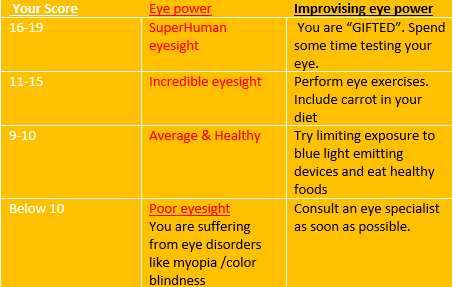 Your Score Eye power Improvising eye power
16-19 SuperHuman You are “GIFTED”. Spend
eyesight some time testing your
eye.
11-15 Incredible eyesight Perform eye exercises.
Include carrot in your
diet
9-10 Average & Healthy Try limiting exposure to
blue light emitting
devices and eat healthy
foods
Below 10 Poor eyesight Consult an eye specialist
You are suffering as soon as possible.
from eye disorders
like myopia /color
blindness